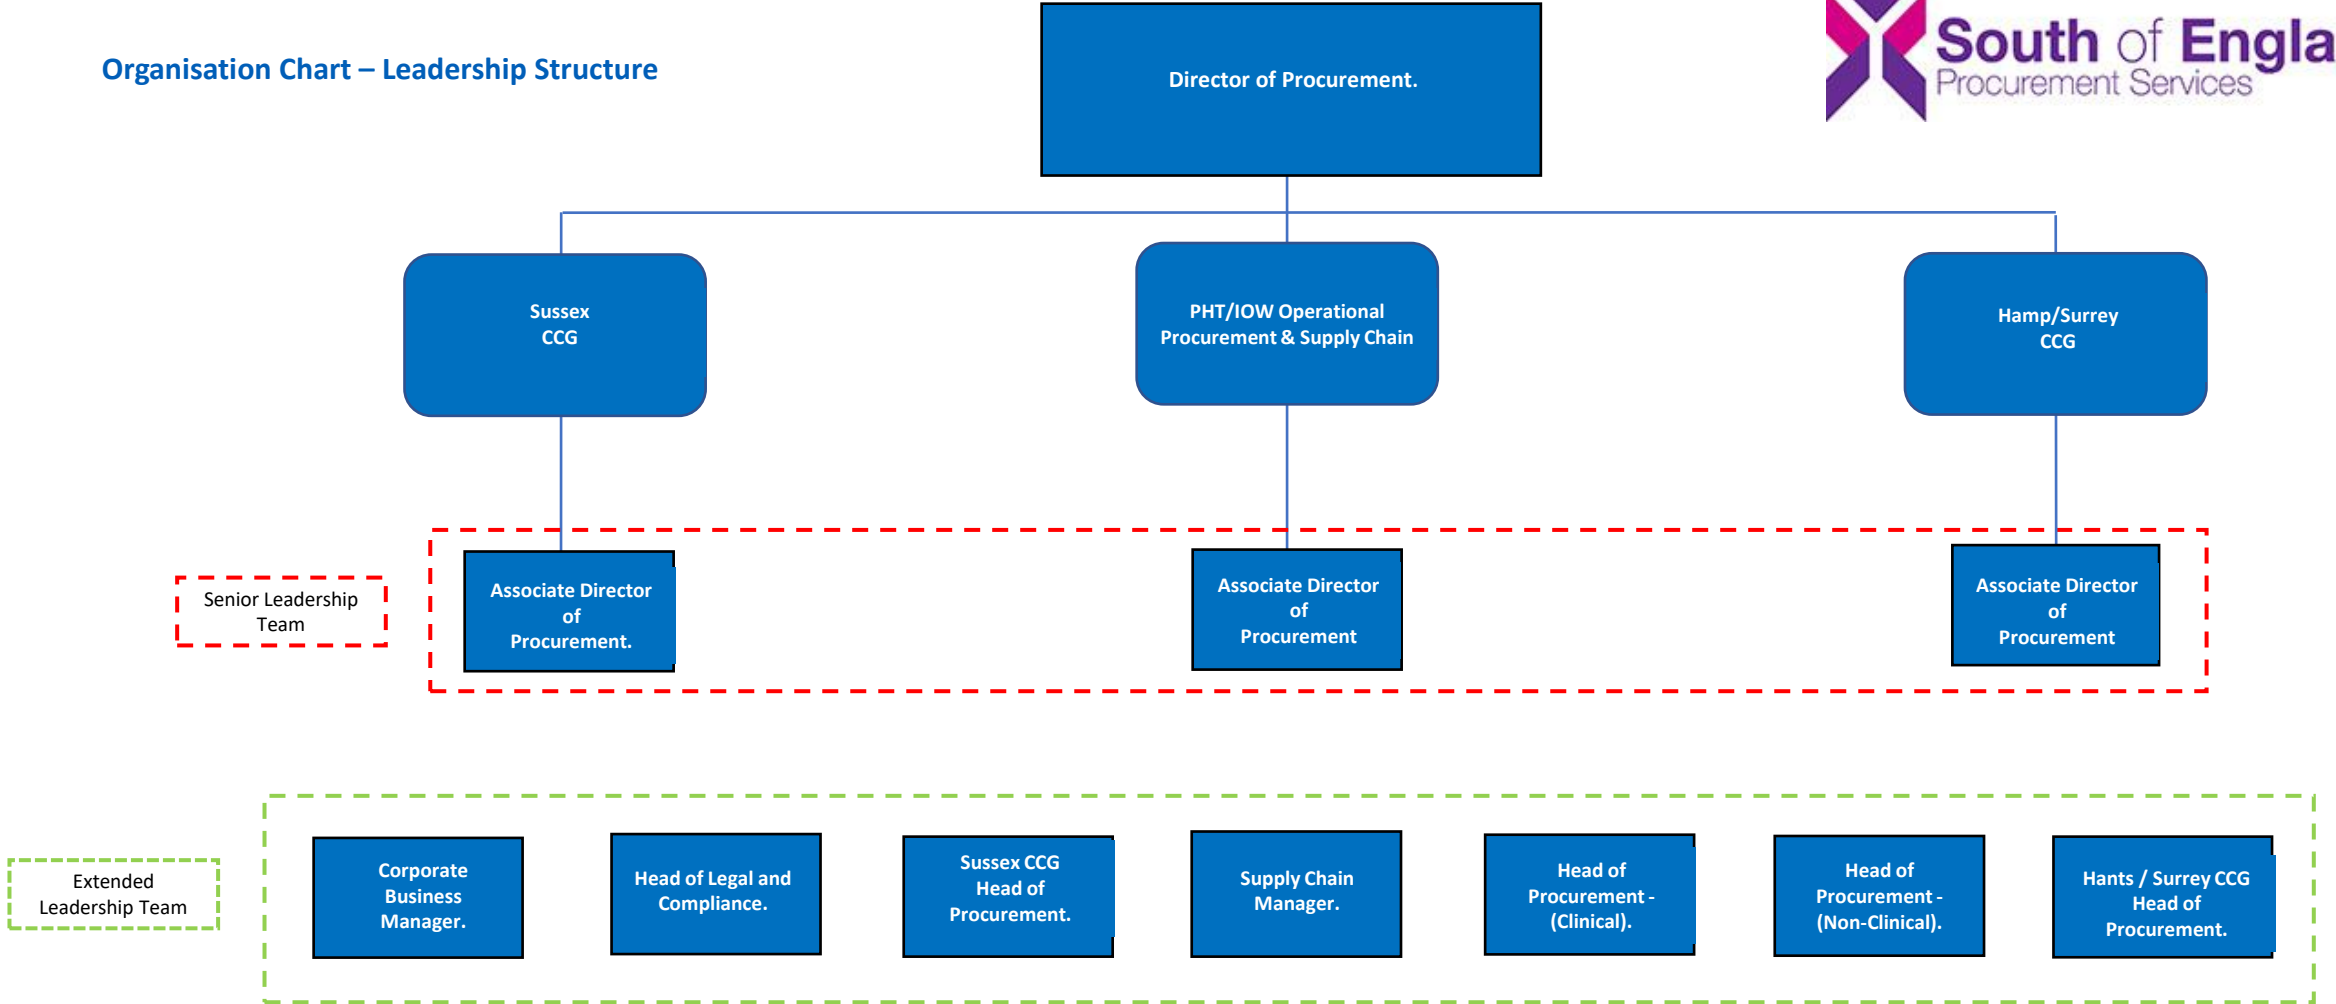 Organisation Chart – Leadership Structure
Director of Procurement.
South of Engla
Procurement Services
Sussex
CCG
PHT/IOW Operational
Procurement & Supply Chain
Hamp/Surrey
CCG
Senior Leadership
Team
Associate Director
of
Procurement.
Associate Director
of
Procurement
Associate Director
of
Procurement
Extended
Leadership Team
Corporate
Business
Manager.
Head of Legal and
Compliance.
Sussex CCG
Head of
Procurement.
Supply Chain
Manager.
Head of
Procurement -
(Clinical).
Head of
Procurement -
(Non-Clinical).
Hants / Surrey CCG
Head of
Procurement.